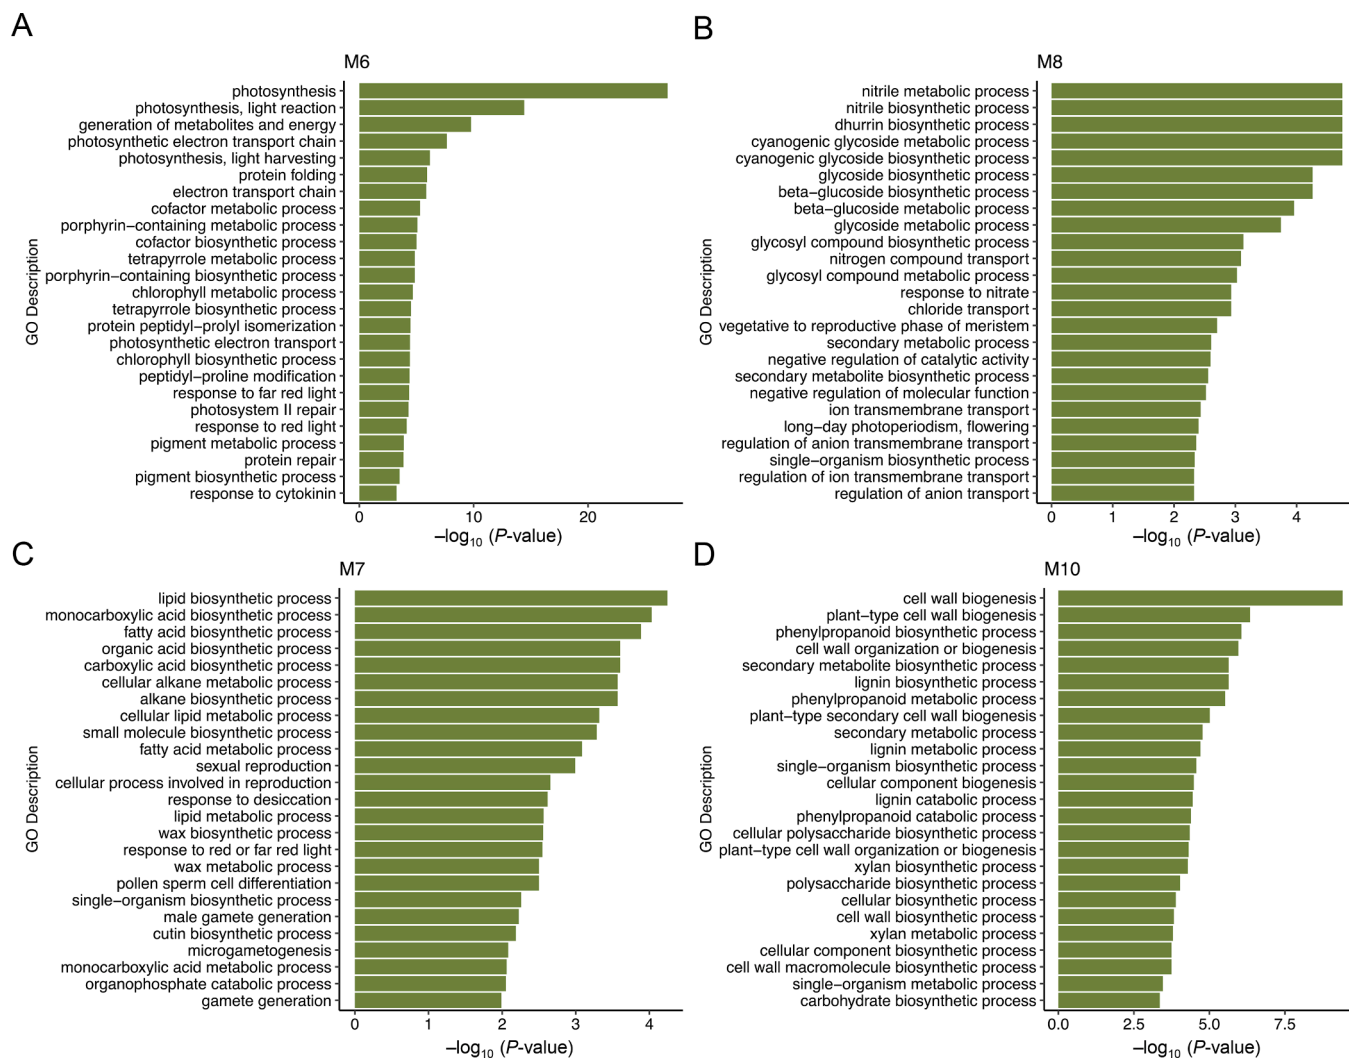 A
M6
GO Description
photosynthesis
photosynthesis, light reaction
generation of metabolites and energy
photosynthetic electron transport chain
photosynthesis, light harvesting
protein folding
electron transport chain
cofactor metabolic process
porphyrin−containing metabolic process
cofactor biosynthetic process
tetrapyrrole metabolic process
porphyrin−containing biosynthetic process
chlorophyll metabolic process
tetrapyrrole biosynthetic process
protein peptidyl−prolyl isomerization
photosynthetic electron transport
chlorophyll biosynthetic process
peptidyl−proline modification
response to far red light
photosystem II repair
response to red light
pigment metabolic process
protein repair
pigment biosynthetic process
response to cytokinin
0 10 20
−log10 (P-value)
B
M8
GO Description
nitrile metabolic process
nitrile biosynthetic process
dhurrin biosynthetic process
cyanogenic glycoside metabolic process
cyanogenic glycoside biosynthetic process
glycoside biosynthetic process
beta−glucoside biosynthetic process
beta−glucoside metabolic process
glycoside metabolic process
glycosyl compound biosynthetic process
nitrogen compound transport
glycosyl compound metabolic process
response to nitrate
chloride transport
vegetative to reproductive phase of meristem
secondary metabolic process
negative regulation of catalytic activity
secondary metabolite biosynthetic process
negative regulation of molecular function
ion transmembrane transport
long−day photoperiodism, flowering
regulation of anion transmembrane transport
single−organism biosynthetic process
regulation of ion transmembrane transport
regulation of anion transport
0 1 2 3 4
−log10 (P-value)
C
M7
GO Description
lipid biosynthetic process
monocarboxylic acid biosynthetic process
fatty acid biosynthetic process
organic acid biosynthetic process
carboxylic acid biosynthetic process
cellular alkane metabolic process
alkane biosynthetic process
cellular lipid metabolic process
small molecule biosynthetic process
fatty acid metabolic process
sexual reproduction
cellular process involved in reproduction
response to desiccation
lipid metabolic process
wax biosynthetic process
response to red or far red light
wax metabolic process
pollen sperm cell differentiation
single−organism biosynthetic process
male gamete generation
cutin biosynthetic process
microgametogenesis
monocarboxylic acid metabolic process
organophosphate catabolic process
gamete generation
0 1 2 3 4
−log10 (P-value)
D
M10
GO Description
cell wall biogenesis
plant−type cell wall biogenesis
phenylpropanoid biosynthetic process
cell wall organization or biogenesis
secondary metabolite biosynthetic process
lignin biosynthetic process
phenylpropanoid metabolic process
plant−type secondary cell wall biogenesis
secondary metabolic process
lignin metabolic process
single−organism biosynthetic process
cellular component biogenesis
lignin catabolic process
phenylpropanoid catabolic process
cellular polysaccharide biosynthetic process
plant−type cell wall organization or biogenesis
xylan biosynthetic process
polysaccharide biosynthetic process
cellular biosynthetic process
cell wall biosynthetic process
xylan metabolic process
cellular component biosynthetic process
cell wall macromolecule biosynthetic process
single−organism metabolic process
carbohydrate biosynthetic process
0.0 2.5 5.0 7.5
−log10 (P-value)